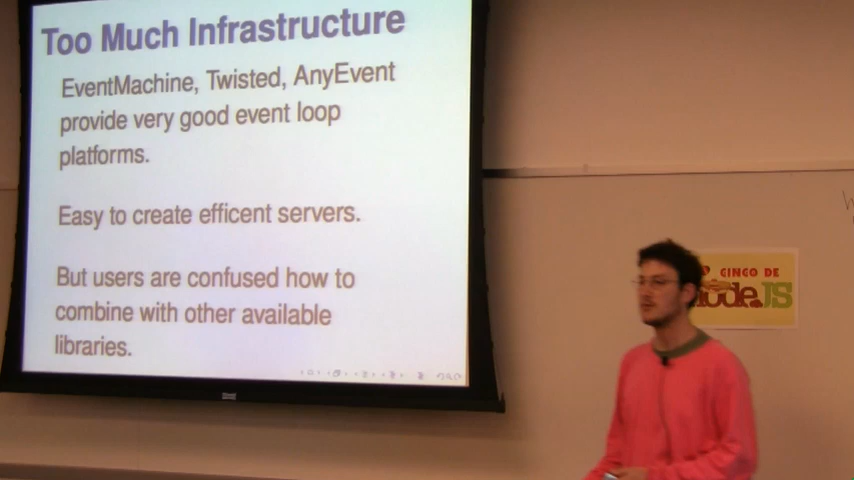 Too Much Infrastructure
EventMachine, Twisted, AnyEvent
provide very good event loop
platforms.
Easy to create efficent servers.
But users are confused how to
combine with other available
libraries.
CINCO DE
node.JS